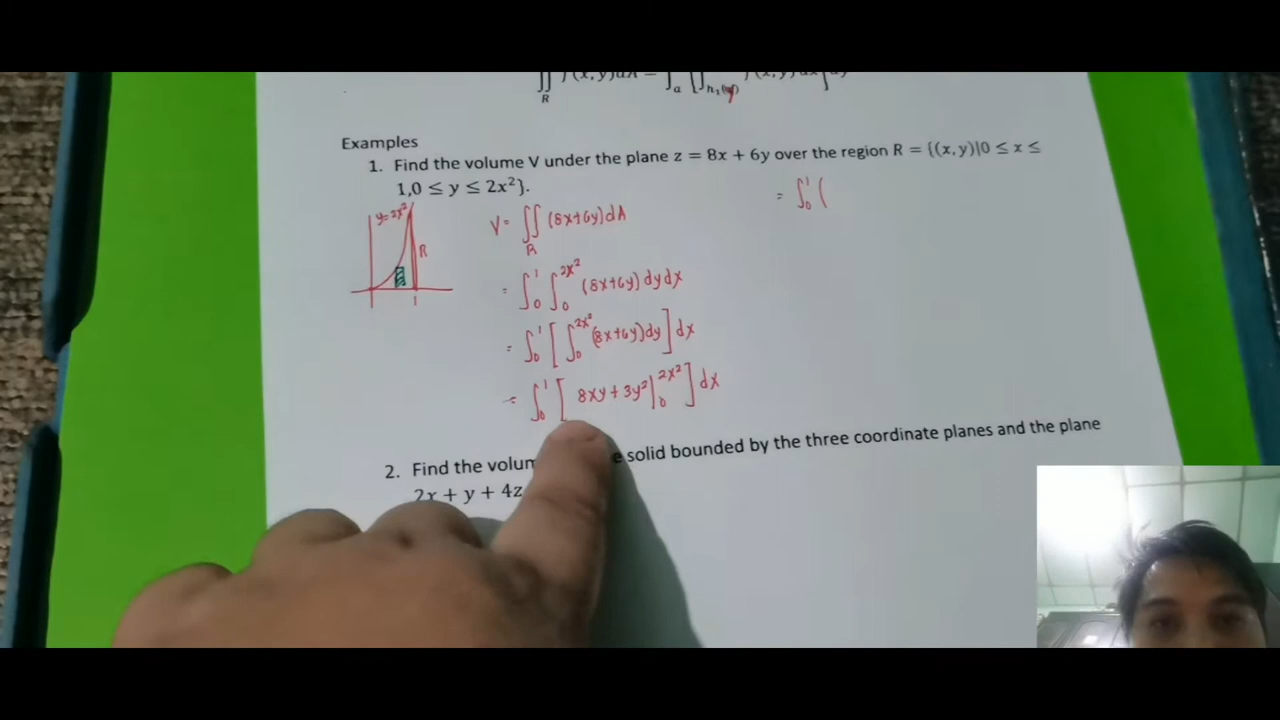 Examples
1. Find the volume V under the plane z = 8x + 6y over the region R = {(x, y)|0 ≤ x ≤
1,0 ≤ y ≤ 2x²}.
= ∫₀¹ (
y=2x²
R
1
V= ∬_R (8x+6y)dA
= ∫₀¹ ∫₀^{2x²} (8x+6y) dy dx
= ∫₀¹ [ ∫₀^{2x²} (8x+6y)dy ] dx
= ∫₀¹ [ 8xy + 3y² |₀^{2x²} ] dx
2. Find the volum e solid bounded by the three coordinate planes and the plane
2x + y + 4z